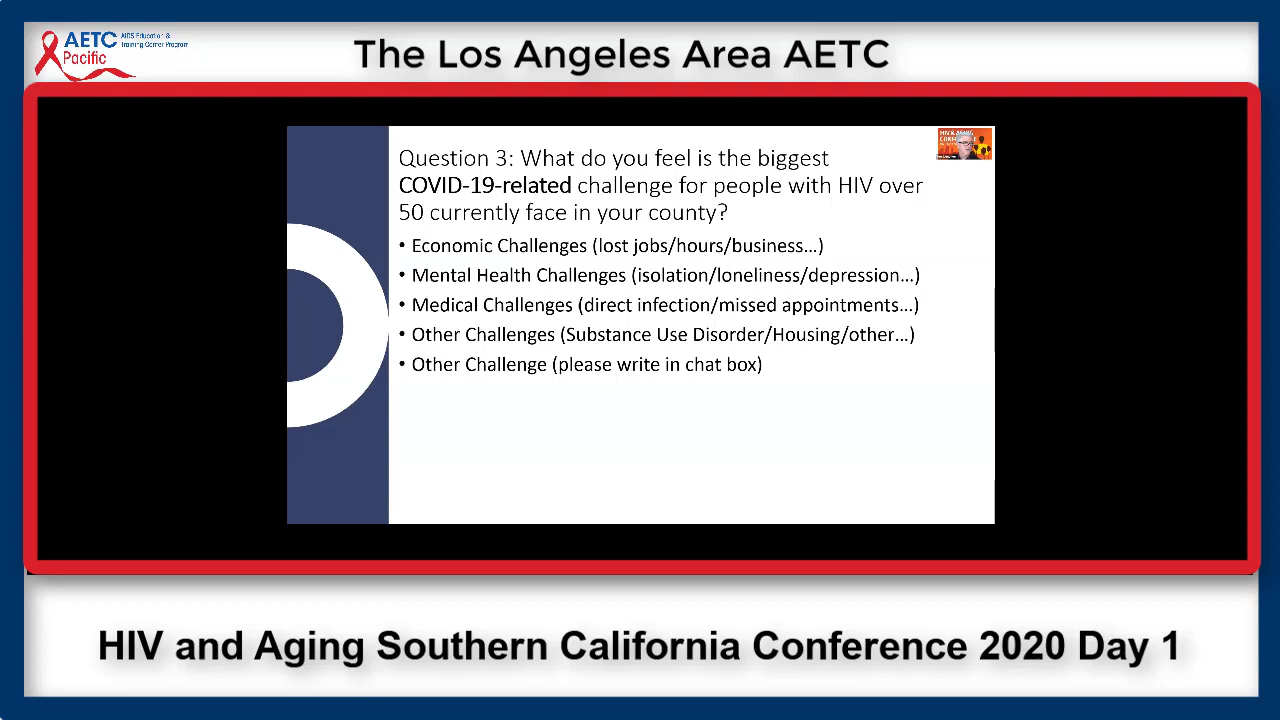 AETC AIDS Education &
Training Center Program
Pacific
The Los Angeles Area AETC
HIV & AGING
Question 3: What do you feel is the biggest
COVID-19-related challenge for people with HIV over
50 currently face in your county?
• Economic Challenges (lost jobs/hours/business…)
• Mental Health Challenges (isolation/loneliness/depression…)
• Medical Challenges (direct infection/missed appointments…)
• Other Challenges (Substance Use Disorder/Housing/other…)
• Other Challenge (please write in chat box)
HIV and Aging Southern California Conference 2020 Day 1